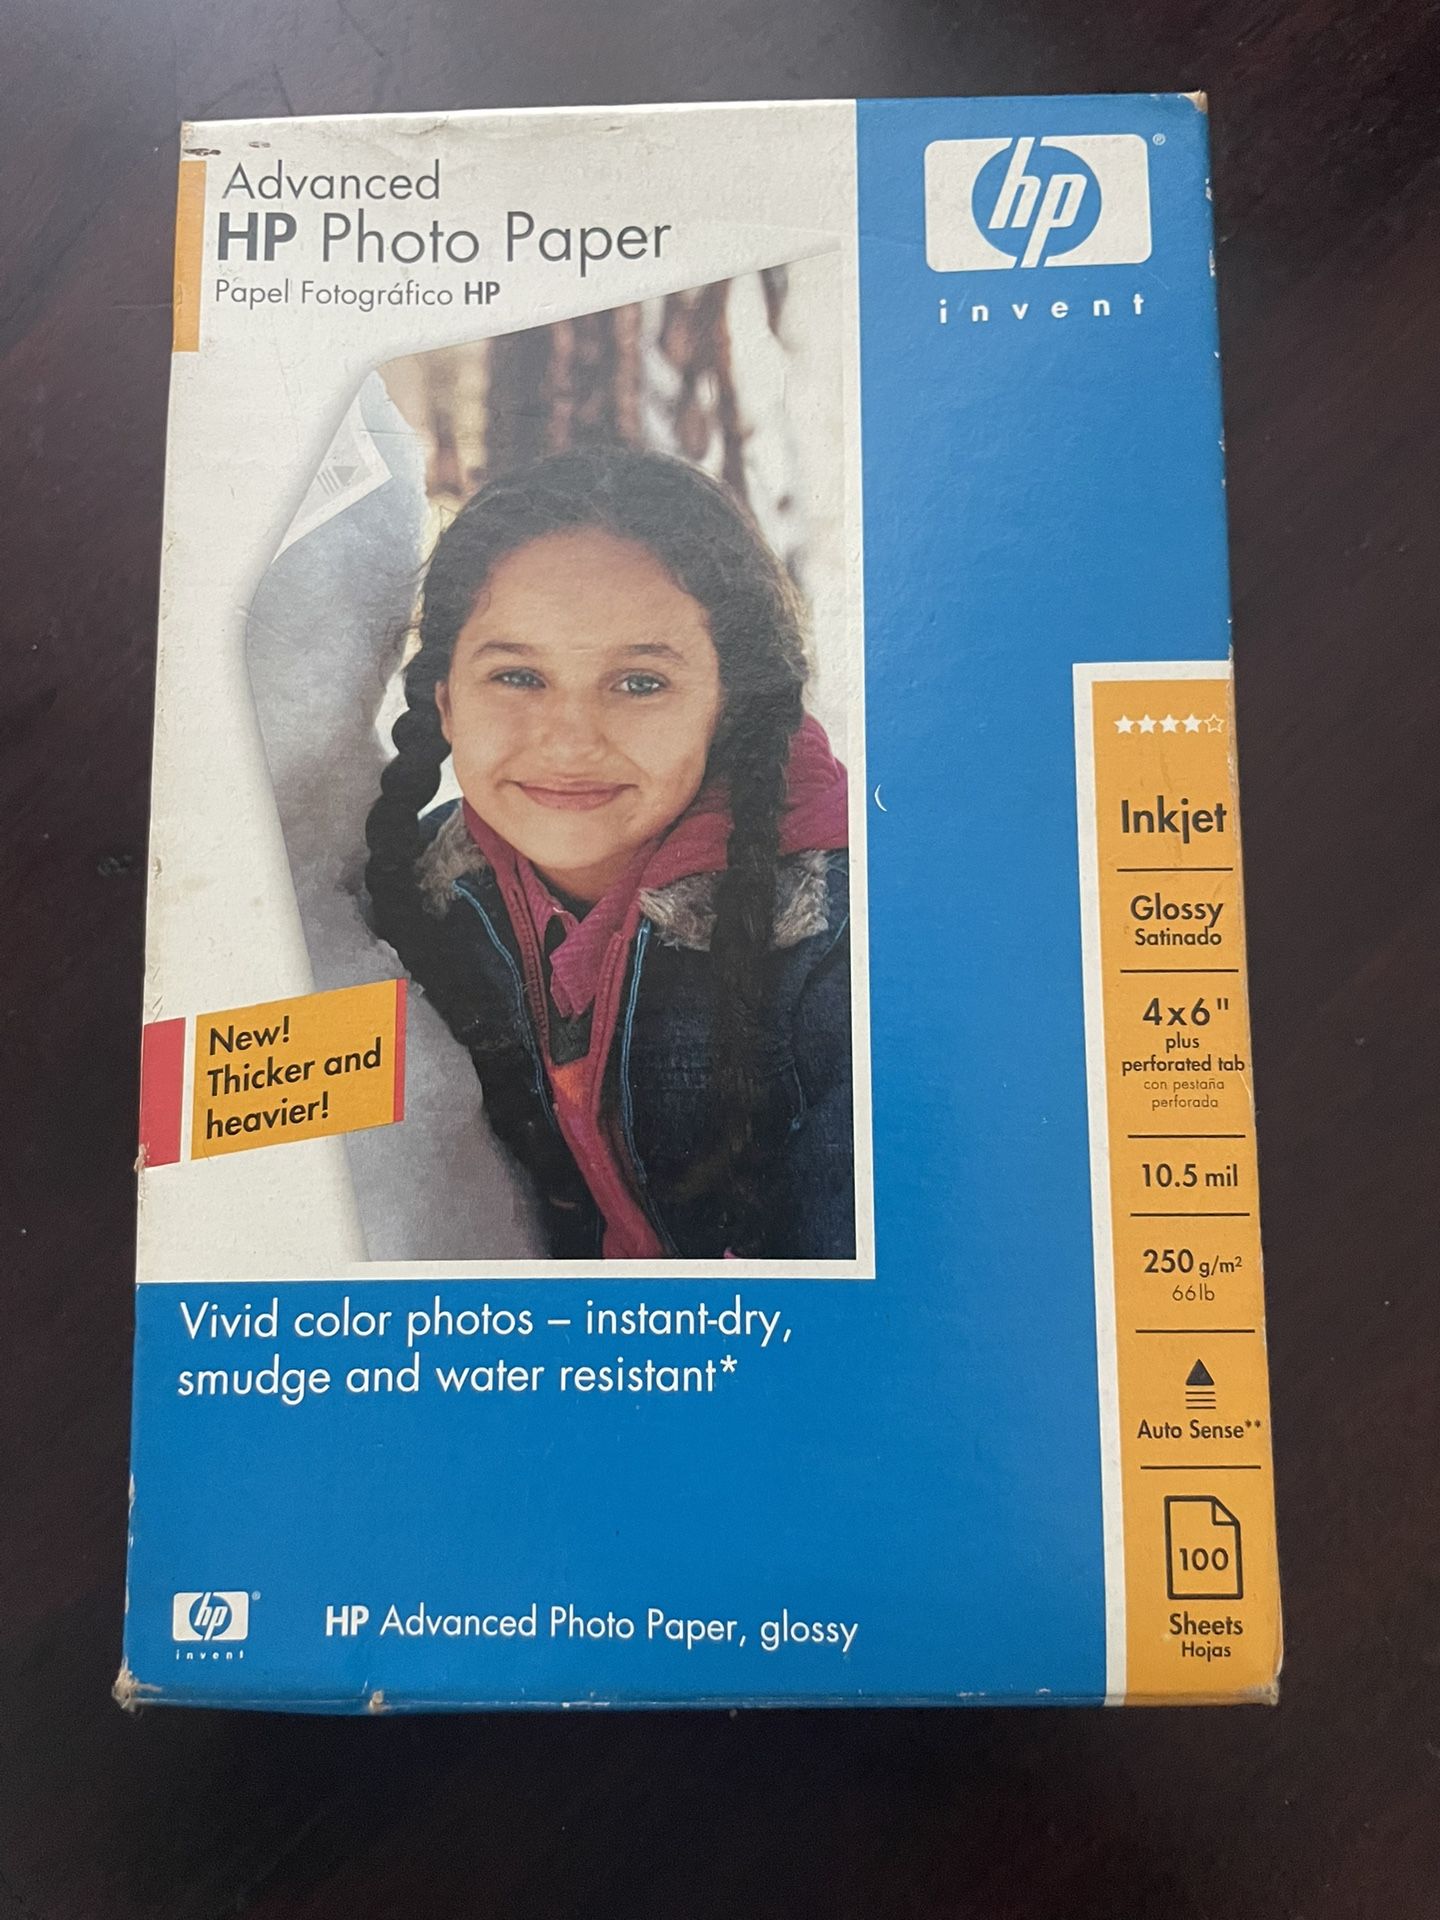 Advanced
HP Photo Paper
Papel Fotográfico HP
hp®
invent
New!
Thicker and
heavier!
Inkjet
Glossy
Satinado
4x6"
plus
perforated tab
con pestaña
perforada
10.5 mil
250 g/m²
66lb
Auto Sense**
100
Sheets
Hojas
Vivid color photos – instant-dry,
smudge and water resistant*
hp®
invent
HP Advanced Photo Paper, glossy